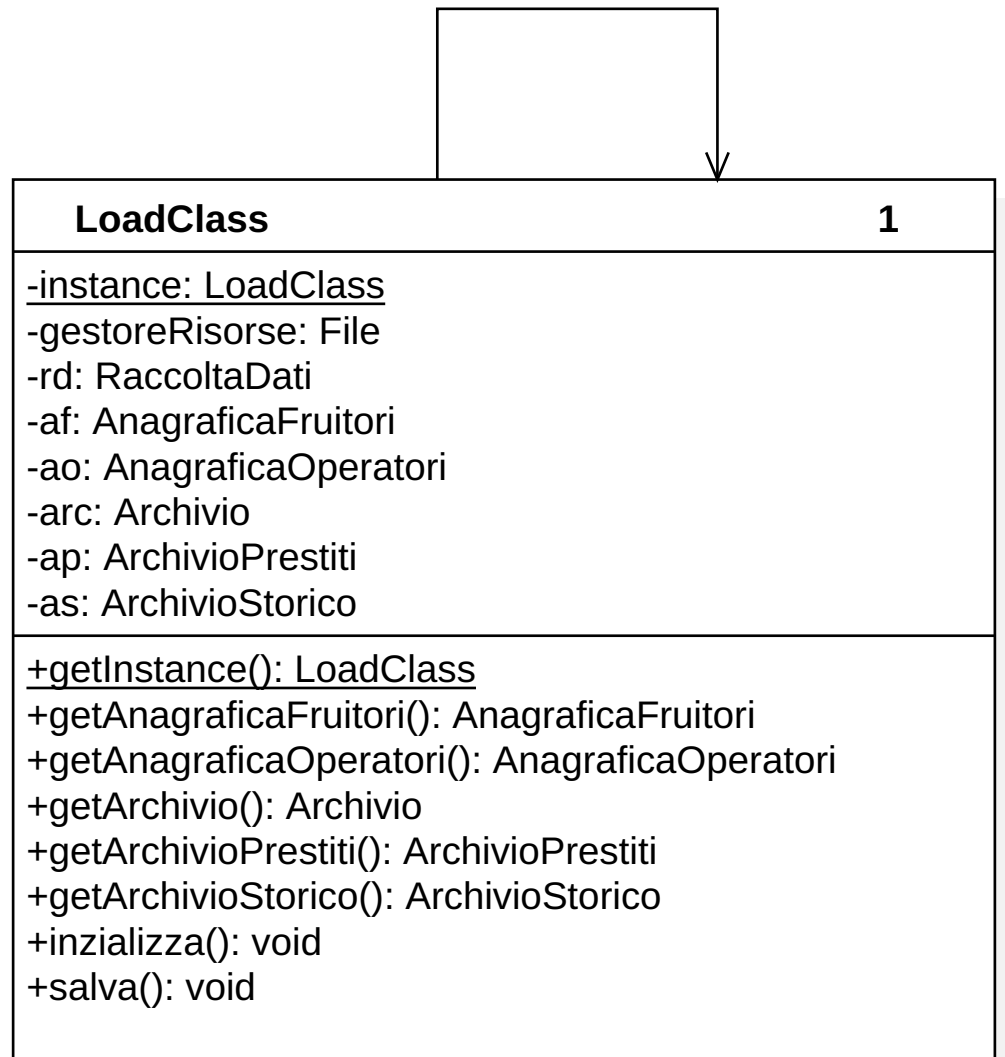 LoadClass 1
-instance: LoadClass
-gestoreRisorse: File
-rd: RaccoltaDati
-af: AnagraficaFruitori
-ao: AnagraficaOperatori
-arc: Archivio
-ap: ArchivioPrestiti
-as: ArchivioStorico
+getInstance(): LoadClass
+getAnagraficaFruitori(): AnagraficaFruitori
+getAnagraficaOperatori(): AnagraficaOperatori
+getArchivio(): Archivio
+getArchivioPrestiti(): ArchivioPrestiti
+getArchivioStorico(): ArchivioStorico
+inzializza(): void
+salva(): void